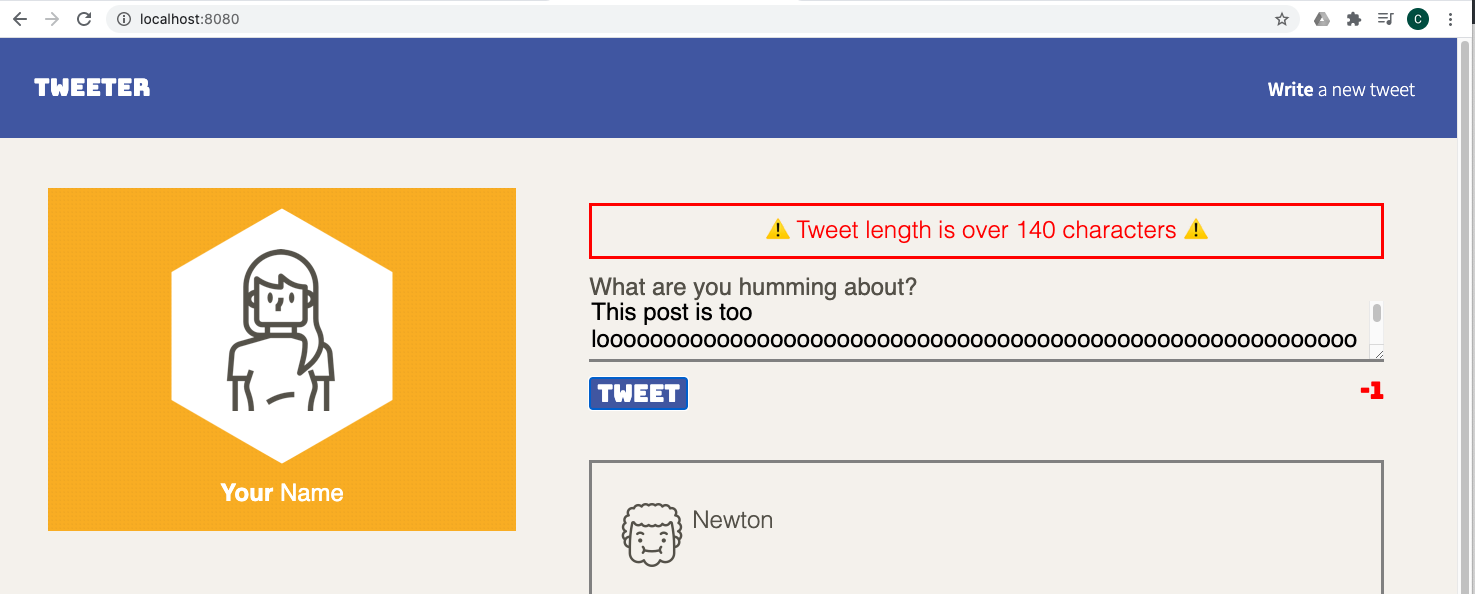 localhost:8080
C
TWEETER
Write a new tweet
⚠️ Tweet length is over 140 characters ⚠️
What are you humming about?
This post is too
looooooooooooooooooooooooooooooooooooooooooooooooooooooooo
TWEET
-1
Your Name
Newton